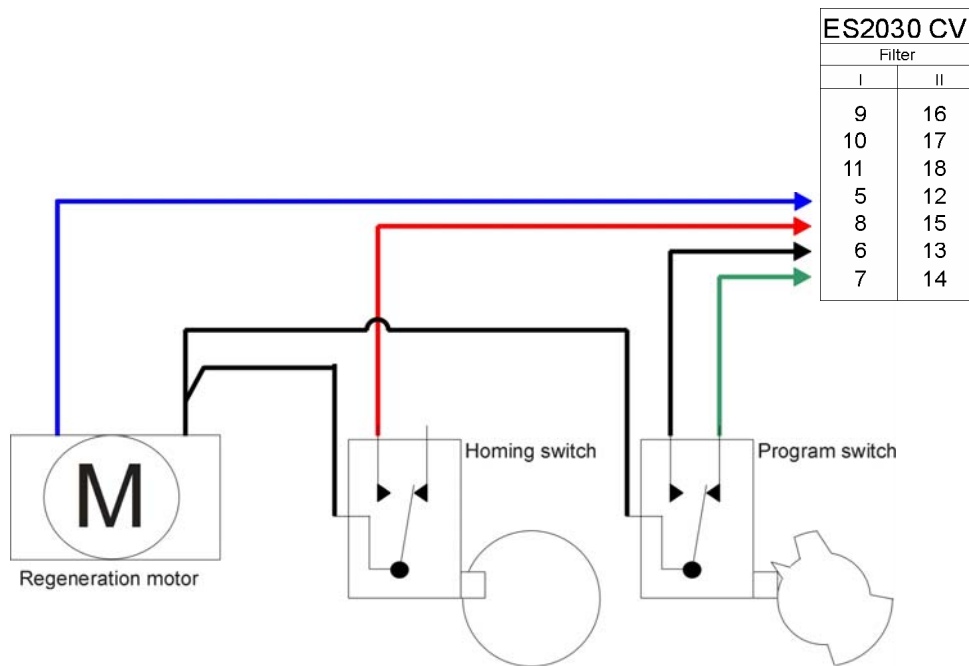 ES2030 CV
Filter
I II
9 16
10 17
11 18
5 12
8 15
6 13
7 14
Homing switch
Program switch
M
Regeneration motor